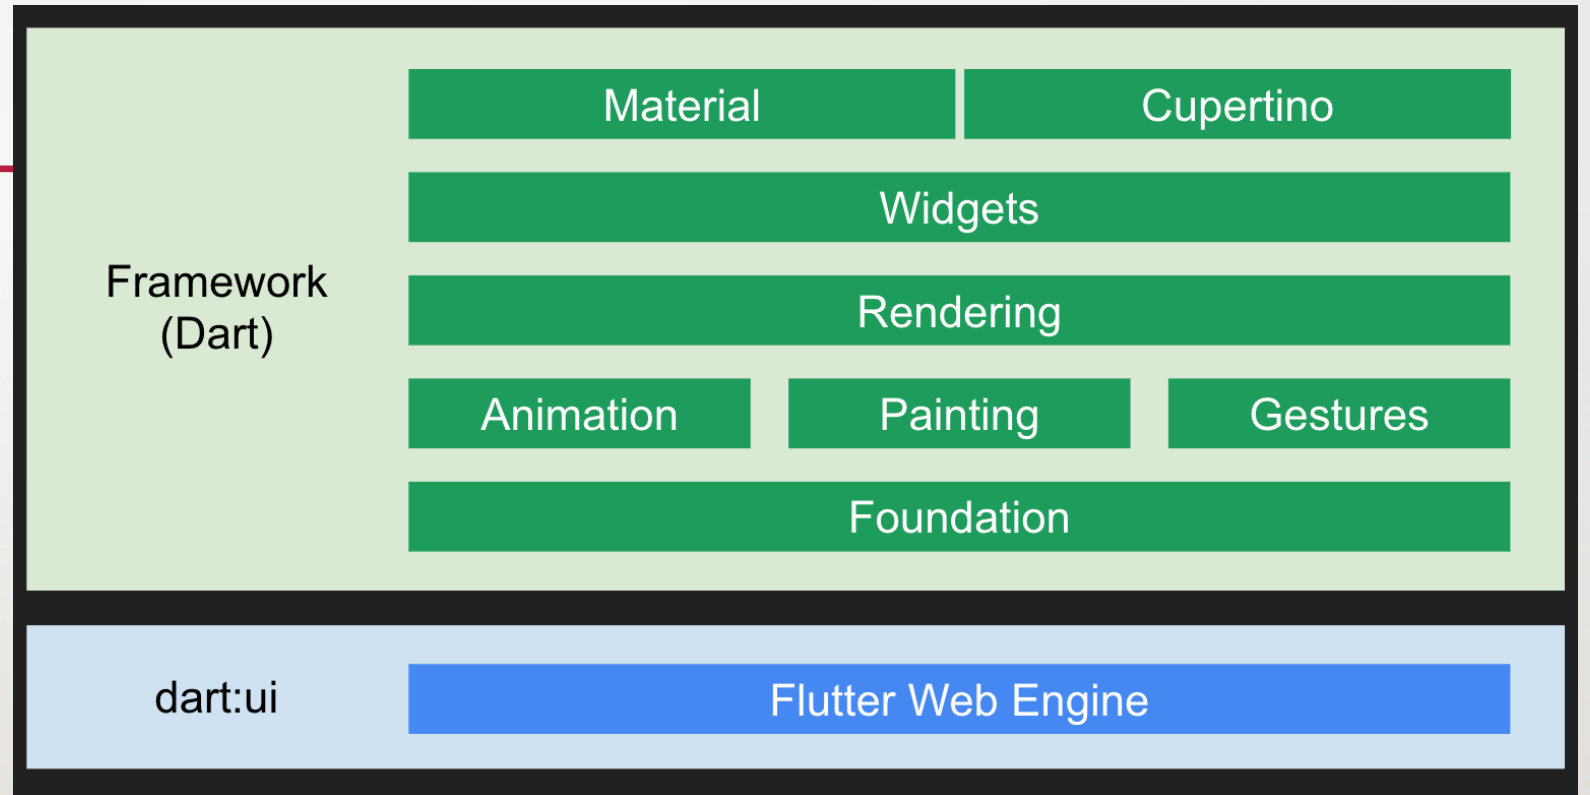 Material
Cupertino
Widgets
Framework
(Dart)
Rendering
Animation
Painting
Gestures
Foundation
dart:ui
Flutter Web Engine